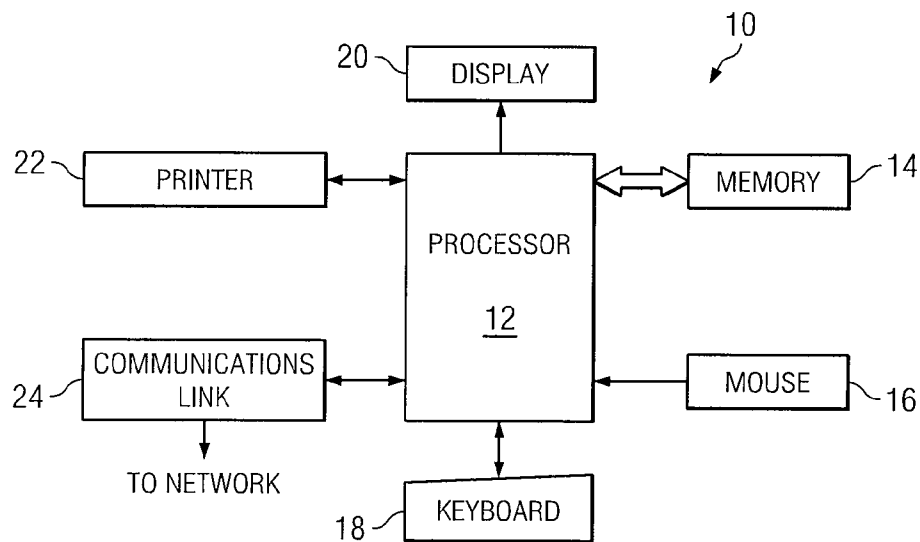 10
20
DISPLAY
22
PRINTER
MEMORY
14
PROCESSOR
12
COMMUNICATIONS
LINK
24
MOUSE
16
TO NETWORK
KEYBOARD
18